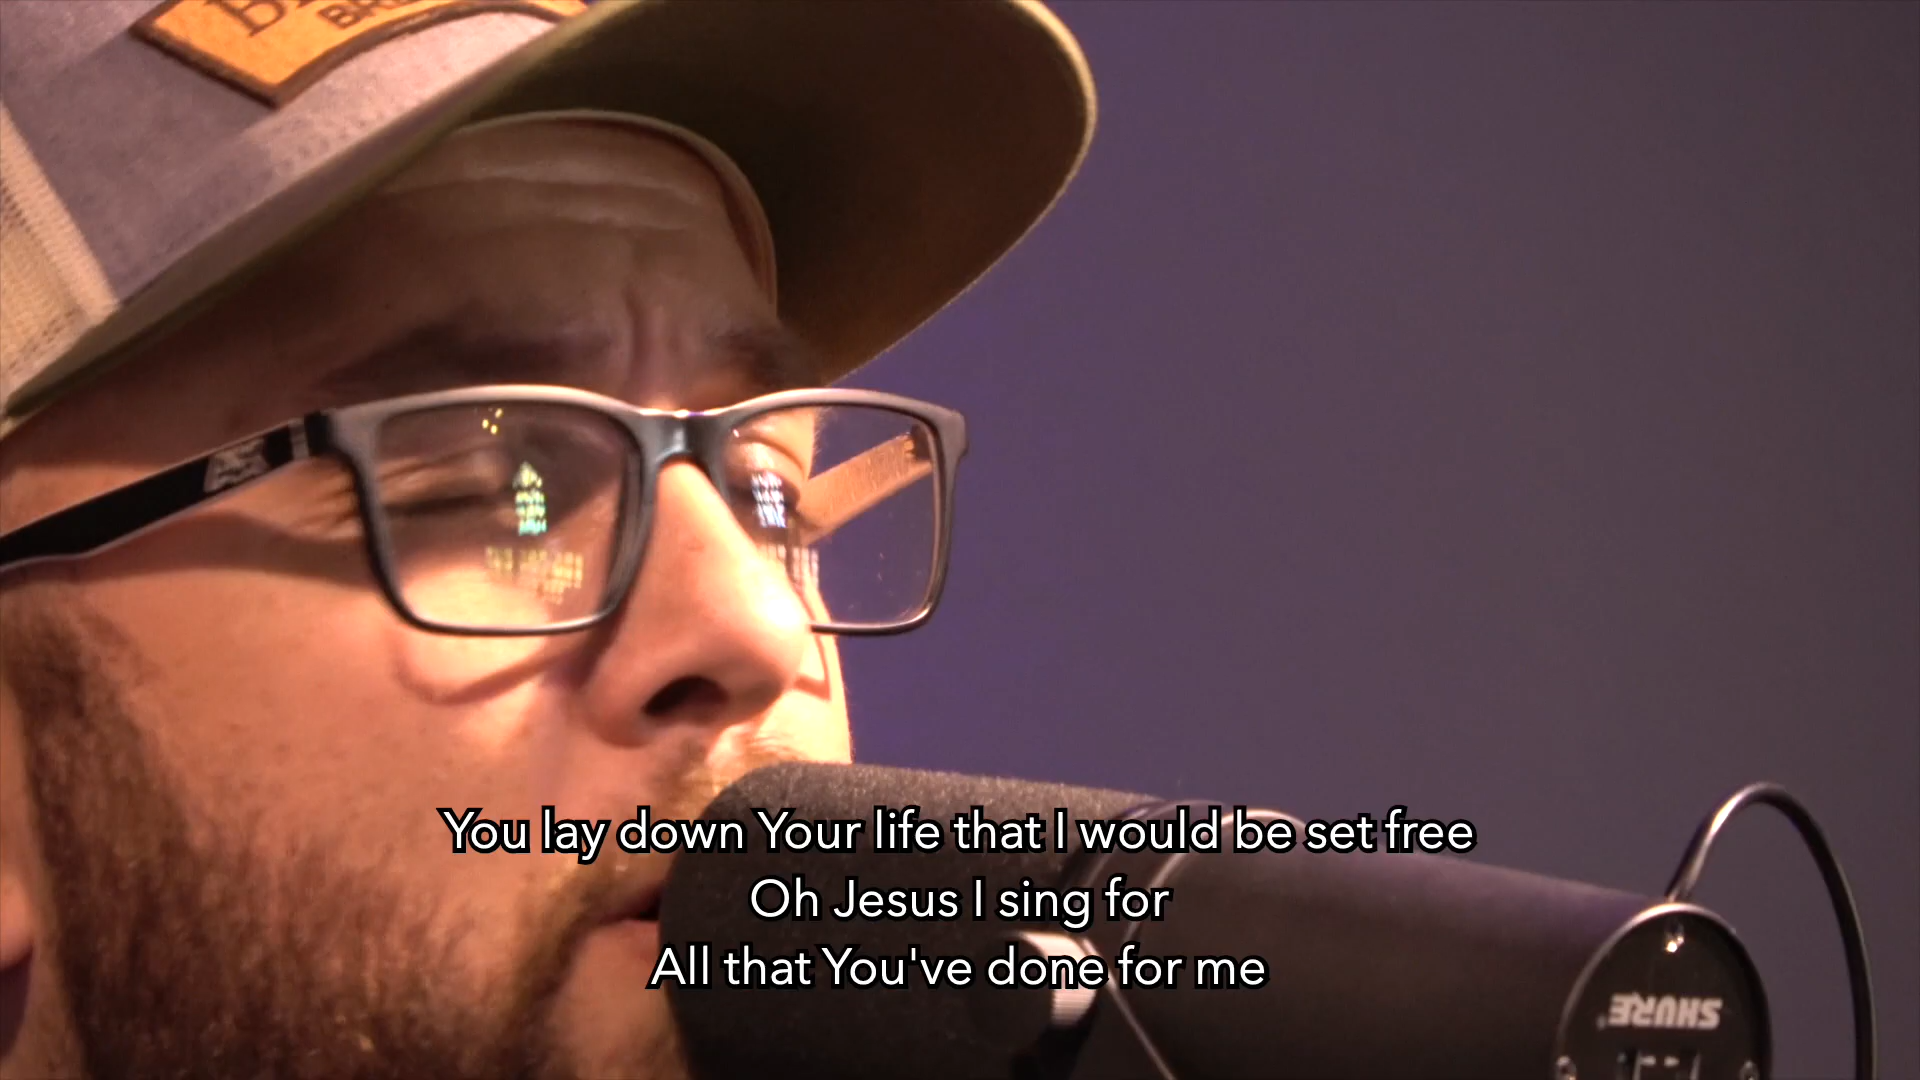 You lay down Your life that I would be set free
Oh Jesus I sing for
All that You've done for me
SHURE